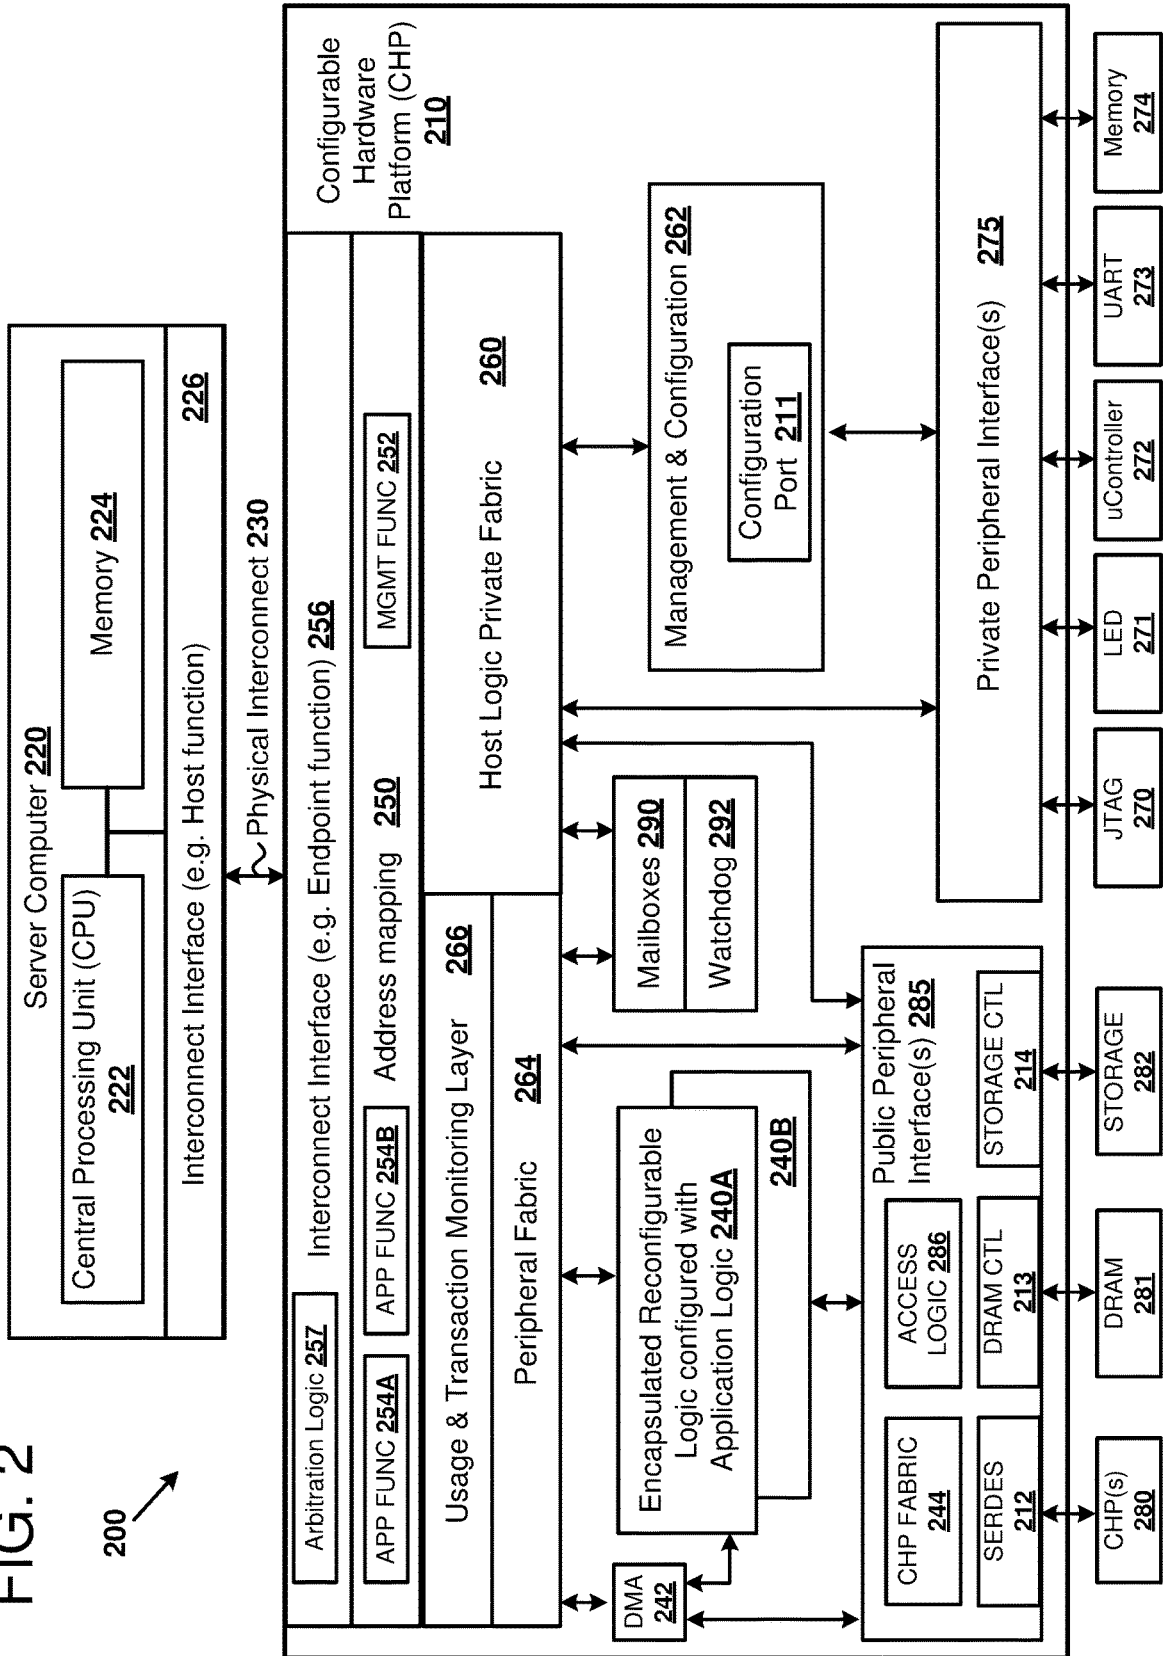 FIG. 2
200
Server Computer 220
Central Processing Unit (CPU)
222
Memory 224
Interconnect Interface (e.g. Host function)
226
Physical Interconnect 230
Configurable
Hardware
Platform (CHP)
210
Arbitration Logic 257
Interconnect Interface (e.g. Endpoint function) 256
APP FUNC 254A
APP FUNC 254B
Address mapping 250
MGMT FUNC 252
Usage & Transaction Monitoring Layer 266
Peripheral Fabric 264
Host Logic Private Fabric 260
DMA
242
Encapsulated Reconfigurable
Logic configured with
Application Logic 240A
240B
Mailboxes 290
Watchdog 292
Management & Configuration 262
Configuration
Port 211
Public Peripheral
Interface(s) 285
CHP FABRIC
244
ACCESS
LOGIC 286
SERDES
212
DRAM CTL
213
STORAGE CTL
214
Private Peripheral Interface(s) 275
CHP(s)
280
DRAM
281
STORAGE
282
JTAG
270
LED
271
uController
272
UART
273
Memory
274